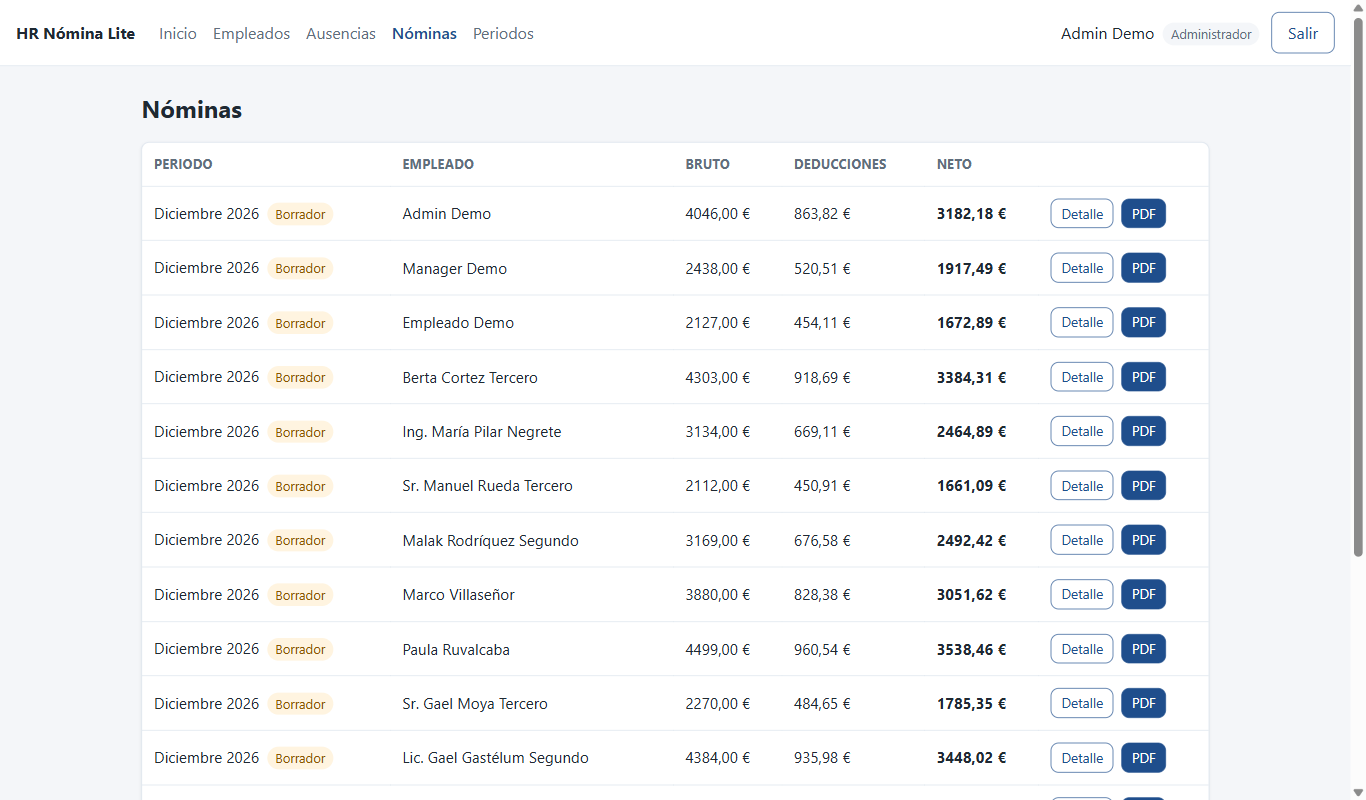 HR Nómina Lite Inicio Empleados Ausencias Nóminas Periodos Admin Demo Administrador Salir
Nóminas
PERIODO EMPLEADO BRUTO DEDUCCIONES NETO
Diciembre 2026 Borrador Admin Demo 4046,00 € 863,82 € 3182,18 € Detalle PDF
Diciembre 2026 Borrador Manager Demo 2438,00 € 520,51 € 1917,49 € Detalle PDF
Diciembre 2026 Borrador Empleado Demo 2127,00 € 454,11 € 1672,89 € Detalle PDF
Diciembre 2026 Borrador Berta Cortez Tercero 4303,00 € 918,69 € 3384,31 € Detalle PDF
Diciembre 2026 Borrador Ing. María Pilar Negrete 3134,00 € 669,11 € 2464,89 € Detalle PDF
Diciembre 2026 Borrador Sr. Manuel Rueda Tercero 2112,00 € 450,91 € 1661,09 € Detalle PDF
Diciembre 2026 Borrador Malak Rodríquez Segundo 3169,00 € 676,58 € 2492,42 € Detalle PDF
Diciembre 2026 Borrador Marco Villaseñor 3880,00 € 828,38 € 3051,62 € Detalle PDF
Diciembre 2026 Borrador Paula Ruvalcaba 4499,00 € 960,54 € 3538,46 € Detalle PDF
Diciembre 2026 Borrador Sr. Gael Moya Tercero 2270,00 € 484,65 € 1785,35 € Detalle PDF
Diciembre 2026 Borrador Lic. Gael Gastélum Segundo 4384,00 € 935,98 € 3448,02 € Detalle PDF